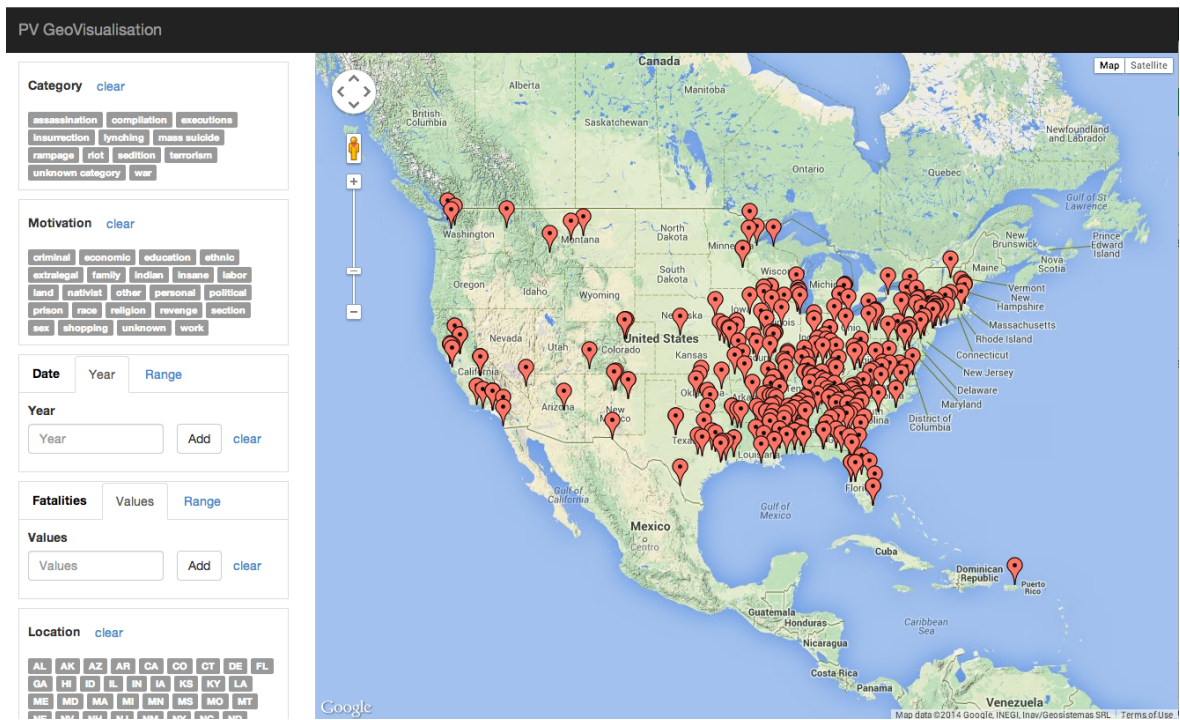 PV GeoVisualisation
Category clear
assassination compilation executions
insurrection lynching mass suicide
rampage riot sedition terrorism
unknown category war
Motivation clear
criminal economic education ethnic
extralegal family indian insane labor
land nativist other personal political
prison race religion revenge section
sex shopping unknown work
Date Year Range
Year
Year Add clear
Fatalities Values Range
Values
Values Add clear
Location clear
AL AK AZ AR CA CO CT DE FL
GA HI ID IL IN IA KS KY LA
ME MD MA MI MN MS MO MT
NE NV NH NJ NM NY NC ND
Map Satellite
Canada
Alberta
Manitoba
British
Columbia
Saskatchewan
Newfoundland
and Labrador
Ontario
Quebec
Gulf of St
Lawrence
Washington
Montana
North
Dakota
New
Brunswick
Prince
Edward
Island
Nova
Scotia
Maine
South
Dakota
Oregon
Idaho
Wyoming
Vermont
New
Hampshire
Massachusetts
Rhode Island
Nevada
Utah
Colorado
United States
Kansas
Connecticut
New Jersey
California
Delaware
Maryland
Arizona
District of
Columbia
Gulf of
California
Gulf of
Mexico
Mexico
Centro
Cuba
Dominican
Republic
Puerto
Rico
Guatemala
Honduras
Caribbean
Sea
Nicaragua
Costa Rica
Panama
Venezuela
Google
Map data ©2014 Google, INEGI, Inav/Geosistemas SRL Terms of Use